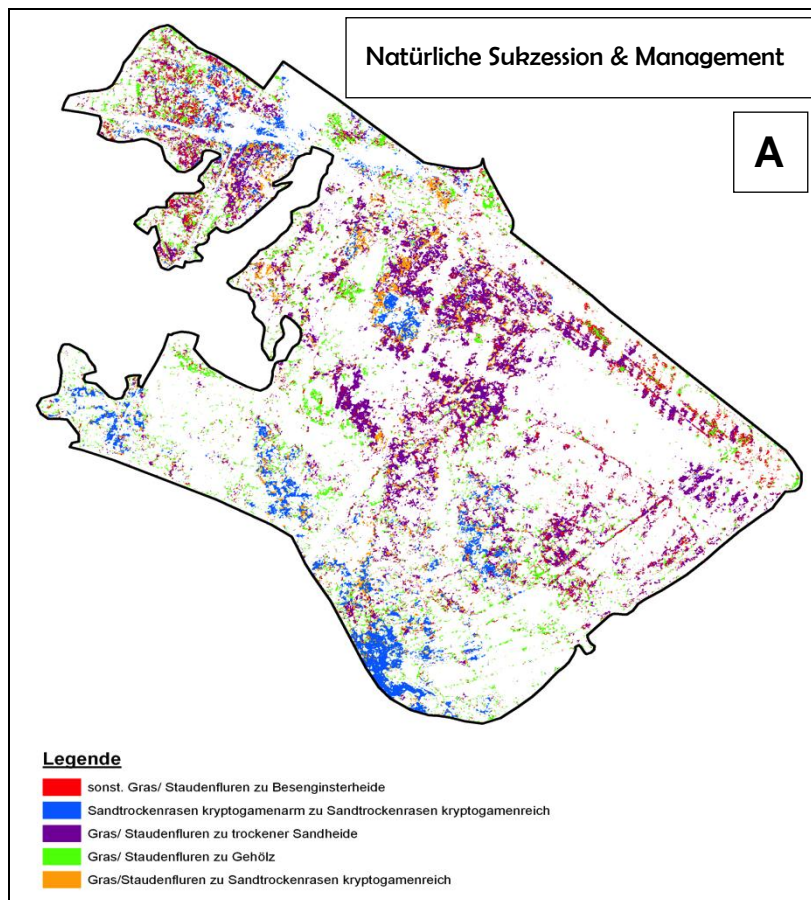 Natürliche Sukzession & Management
A
Legende
sonst. Gras/ Staudenfluren zu Besenginsterheide
Sandtrockenrasen kryptogamenarm zu Sandtrockenrasen kryptogamenreich
Gras/ Staudenfluren zu trockener Sandheide
Gras/ Staudenfluren zu Gehölz
Gras/Staudenfluren zu Sandtrockenrasen kryptogamenreich